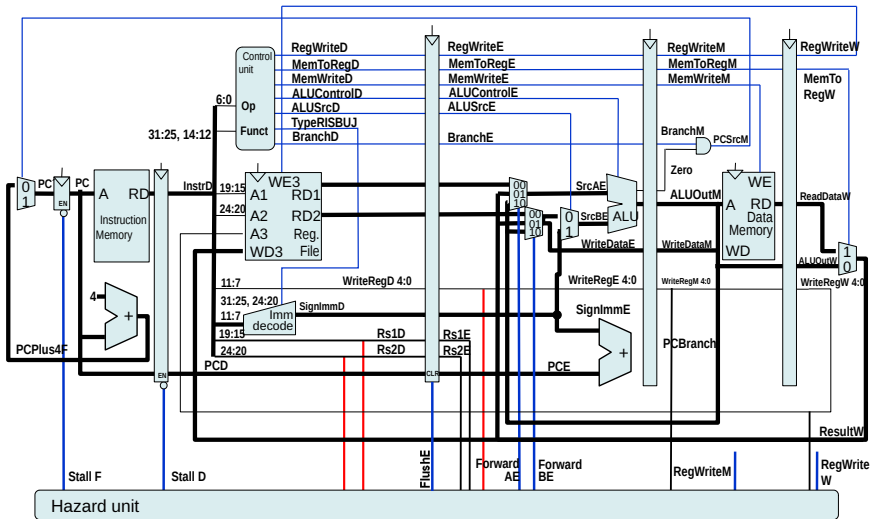 Control
unit
RegWriteD
RegWriteE
RegWriteM
RegWriteW
MemToRegD
MemToRegE
MemToRegM
MemTo
RegW
MemWriteD
MemWriteE
MemWriteM
ALUControlD
ALUControlE
6:0
Op
ALUSrcD
ALUSrcE
TypeRISBUJ
31:25, 14:12
Funct
BranchD
BranchE
BranchM
PCSrcM
Zero
0
1
PC
EN
PC
A
RD
Instruction
Memory
InstrD
19:15
A1
WE3
RD1
24:20
A2
RD2
A3
Reg.
WD3
File
00
01
10
00
01
10
SrcAE
0
1
SrcBE
ALU
ALUOutM
WE
A
RD
Data
Memory
WD
ReadDataW
WriteDataE
WriteDataM
1
0
ALUOutW
11:7
WriteRegD 4:0
WriteRegE 4:0
WriteRegM 4:0
WriteRegW 4:0
4
+
31:25, 24:20
11:7
Imm
decode
SignImmD
SignImmE
19:15
Rs1D
Rs1E
24:20
Rs2D
Rs2E
+
PCBranch
PCPlus4F
PCD
PCE
EN
CLR
ResultW
Stall F
Stall D
FlushE
Forward
AE
Forward
BE
RegWriteM
RegWrite
W
Hazard unit